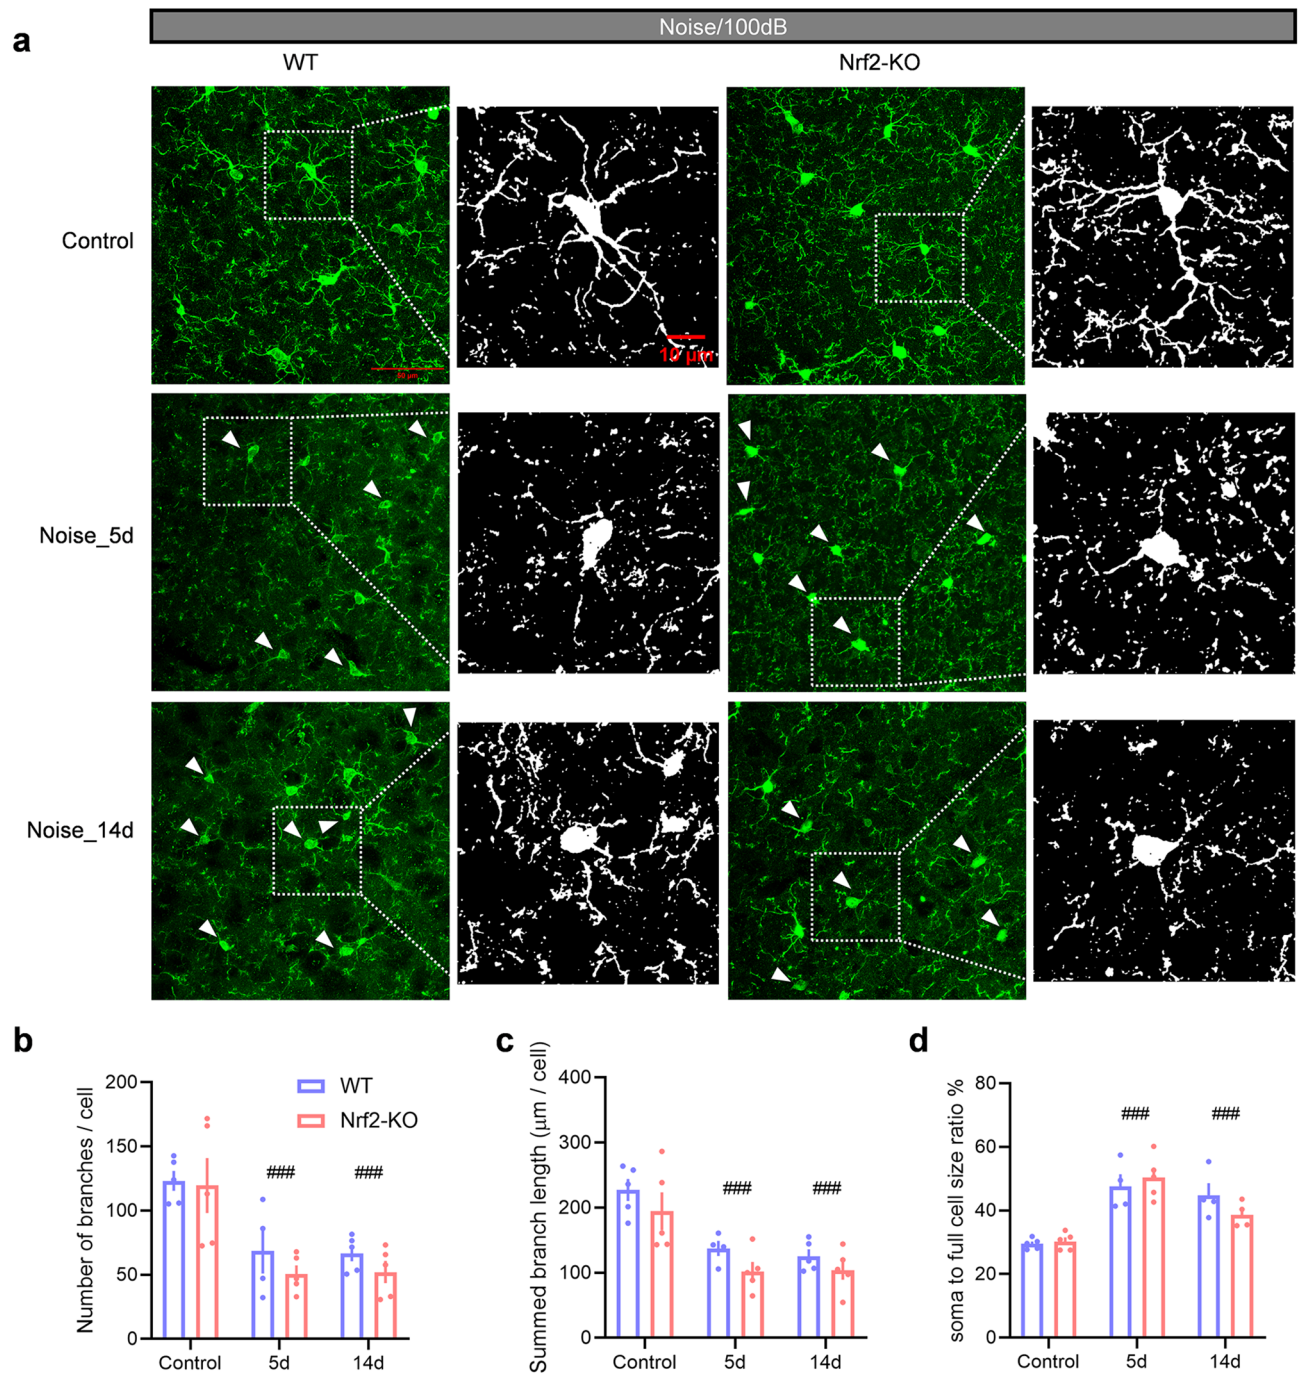 Noise/100dB
a
WT
Nrf2-KO
Control
50 μm
10 μm
Noise_5d
Noise_14d
b
Number of branches / cell
200
150
100
50
0
WT
Nrf2-KO
###
###
Control
5d
14d
c
Summed branch length (μm / cell)
400
300
200
100
0
###
###
Control
5d
14d
d
soma to full cell size ratio %
80
60
40
20
0
###
###
Control
5d
14d